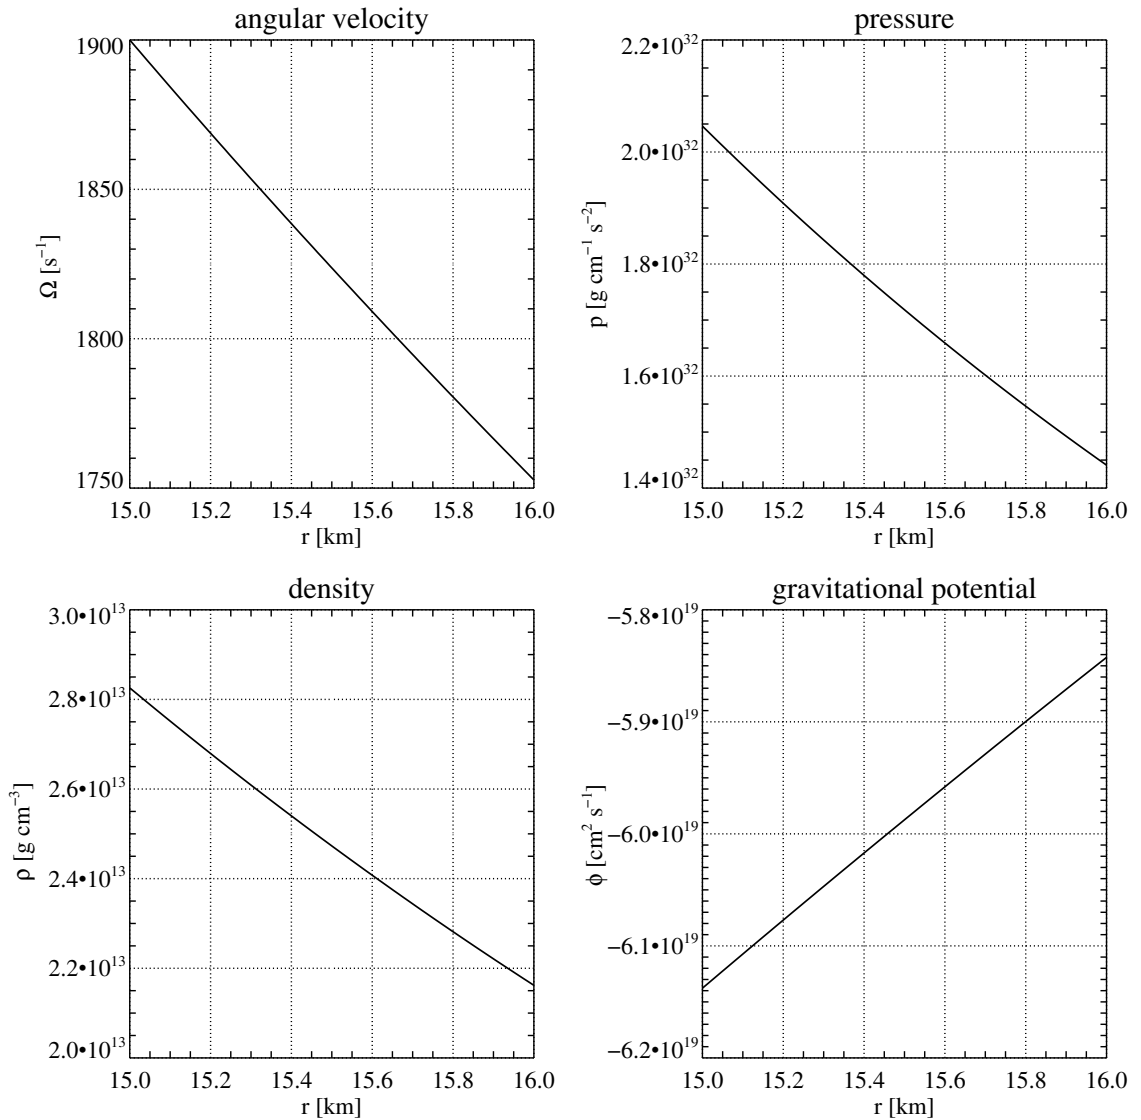 angular velocity
1900
1850
1800
1750
Ω [s⁻¹]
15.0 15.2 15.4 15.6 15.8 16.0
r [km]
pressure
2.2•10³²
2.0•10³²
1.8•10³²
1.6•10³²
1.4•10³²
p [g cm⁻¹ s⁻²]
15.0 15.2 15.4 15.6 15.8 16.0
r [km]
density
3.0•10¹³
2.8•10¹³
2.6•10¹³
2.4•10¹³
2.2•10¹³
2.0•10¹³
ρ [g cm⁻³]
15.0 15.2 15.4 15.6 15.8 16.0
r [km]
gravitational potential
−5.8•10¹⁹
−5.9•10¹⁹
−6.0•10¹⁹
−6.1•10¹⁹
−6.2•10¹⁹
ϕ [cm² s⁻¹]
15.0 15.2 15.4 15.6 15.8 16.0
r [km]